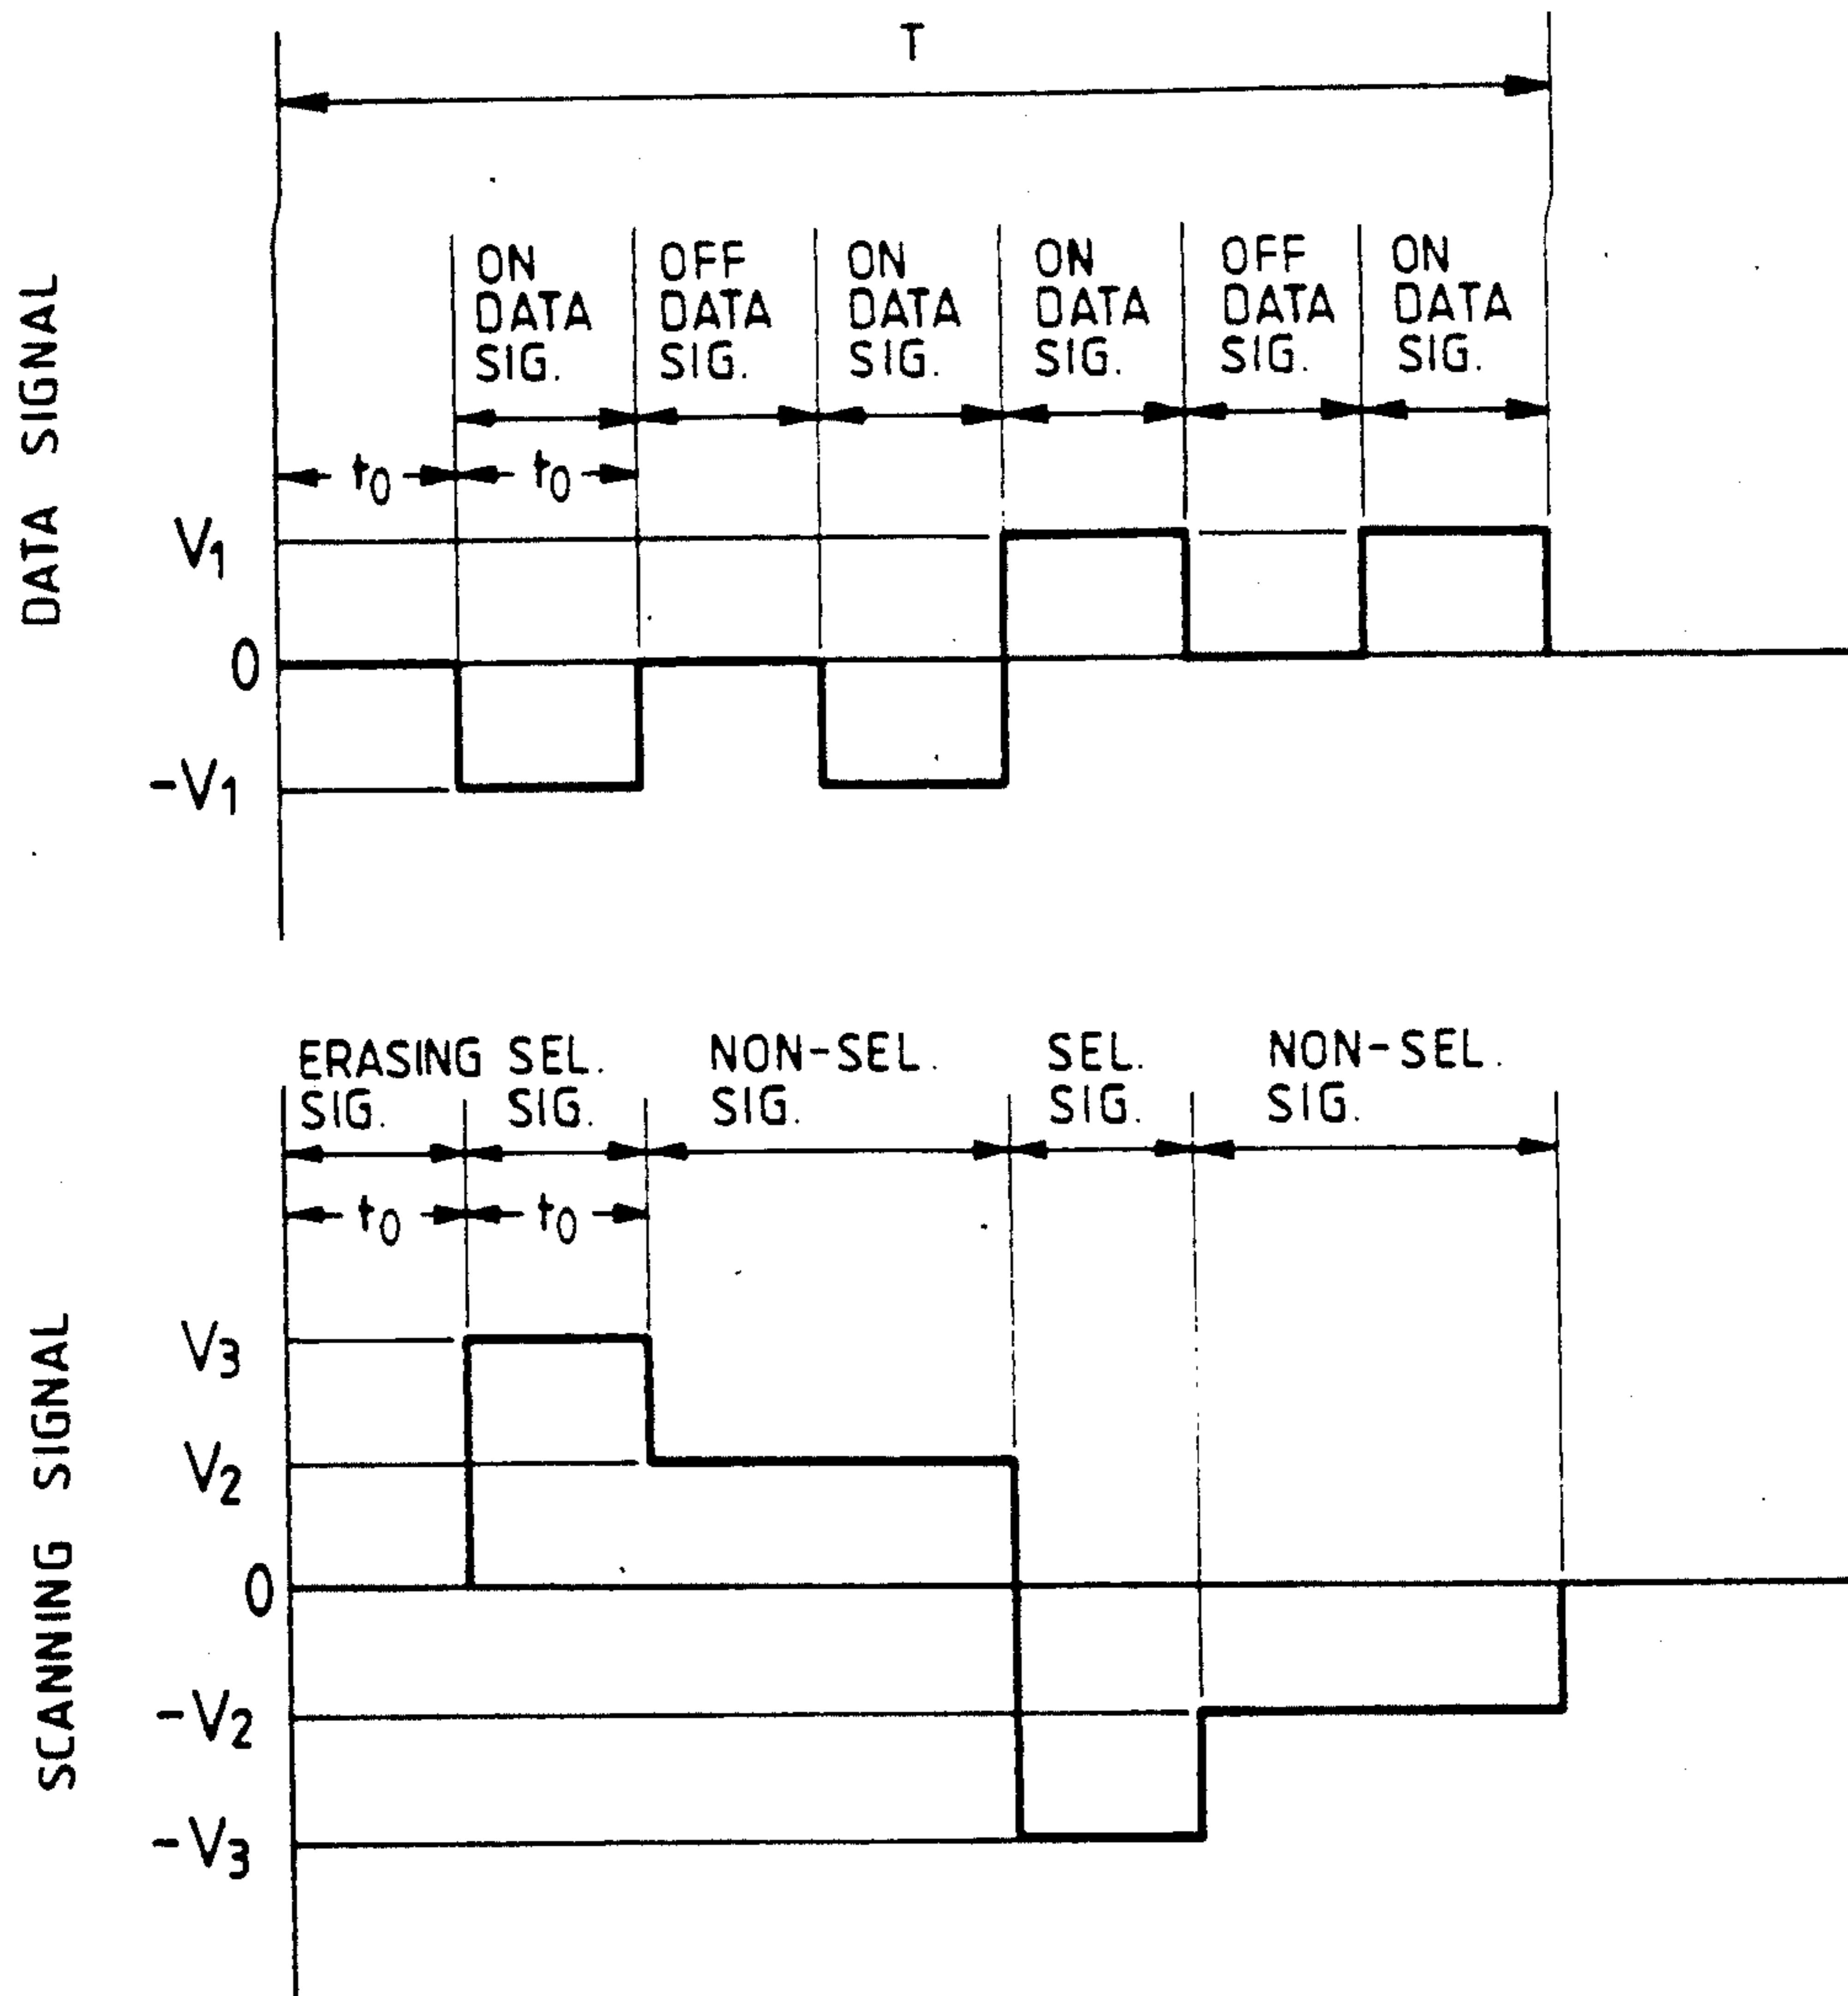 T
DATA SIGNAL
ON
DATA
SIG.
OFF
DATA
SIG.
ON
DATA
SIG.
ON
DATA
SIG.
OFF
DATA
SIG.
ON
DATA
SIG.
t0
t0
V1
0
-V1
SCANNING SIGNAL
ERASING
SIG.
SEL.
SIG.
NON-SEL.
SIG.
SEL.
SIG.
NON-SEL.
SIG.
t0
t0
V3
V2
0
-V2
-V3